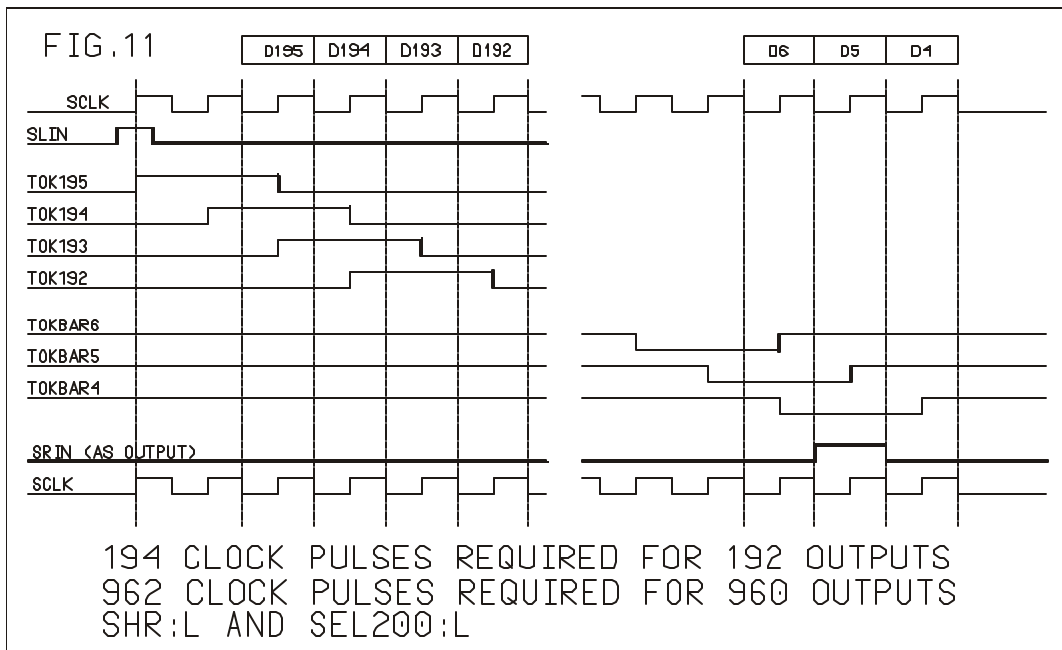 FIG.11
D195 D194 D193 D192 D6 D5 D4
SCLK
SLIN
TOK195
TOK194
TOK193
TOK192
TOKBAR6
TOKBAR5
TOKBAR4
SRIN (AS OUTPUT)
SCLK
194 CLOCK PULSES REQUIRED FOR 192 OUTPUTS
962 CLOCK PULSES REQUIRED FOR 960 OUTPUTS
SHR:L AND SEL200:L